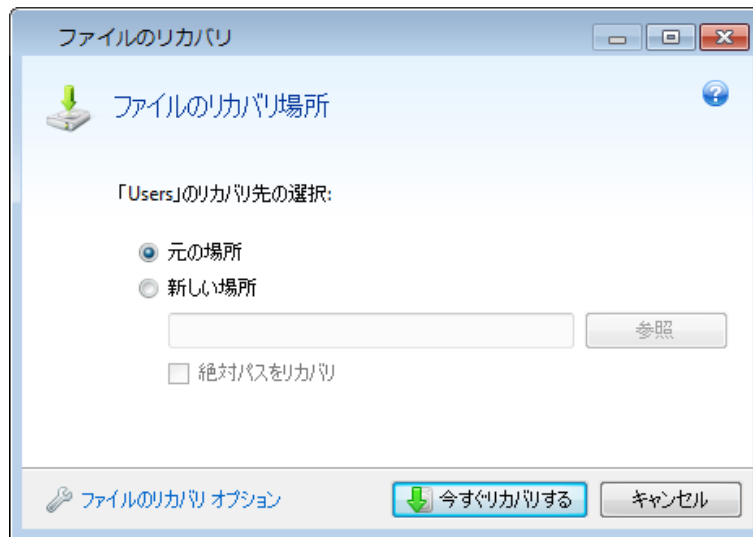 ファイルのリカバリ
ファイルのリカバリ場所
「Users」のリカバリ先の選択:
元の場所
新しい場所
参照
絶対パスをリカバリ
ファイルのリカバリ オプション
今すぐリカバリする
キャンセル